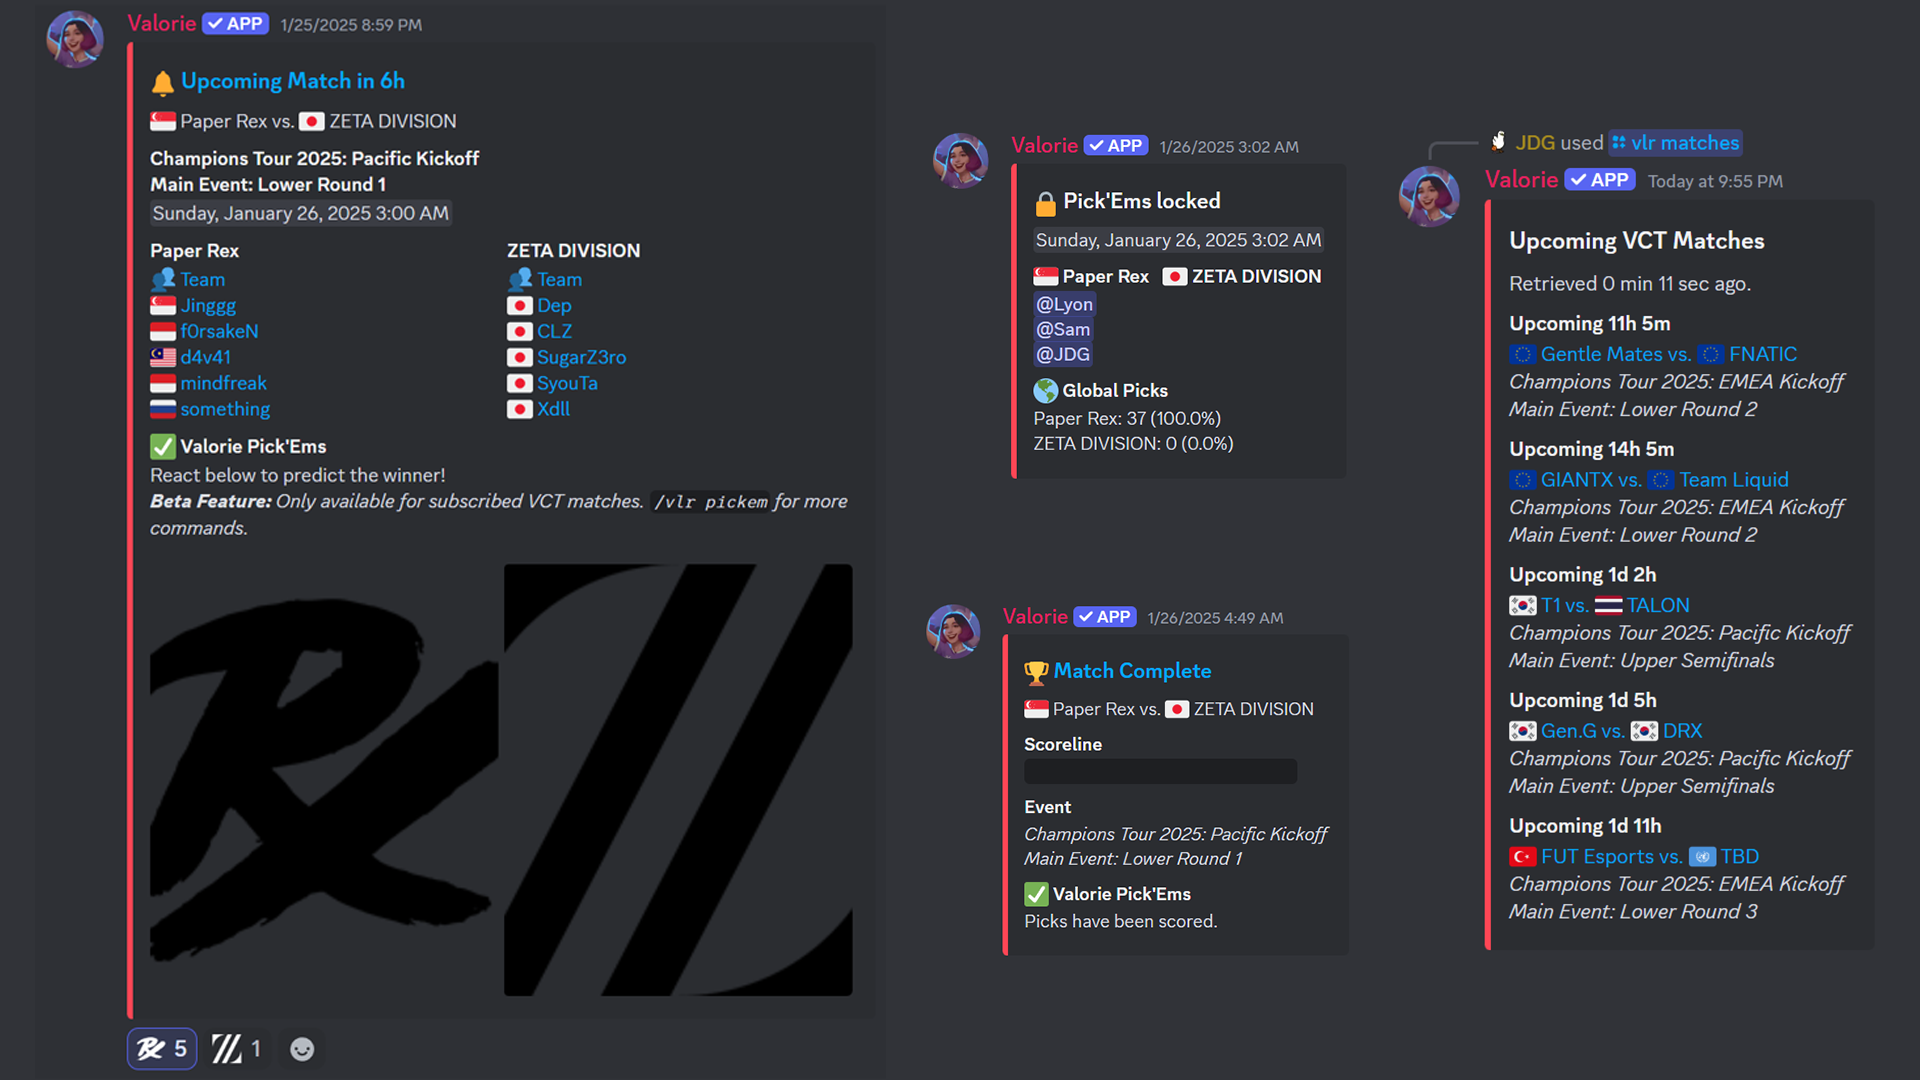 Valorie APP 1/25/2025 8:59 PM
Upcoming Match in 6h
Paper Rex vs. ZETA DIVISION
Champions Tour 2025: Pacific Kickoff
Main Event: Lower Round 1
Sunday, January 26, 2025 3:00 AM
Paper Rex
Team
Jinggg
f0rsakeN
d4v41
mindfreak
something
ZETA DIVISION
Team
Dep
CLZ
SugarZ3ro
SyouTa
Xdll
Valorie Pick'Ems
React below to predict the winner!
Beta Feature: Only available for subscribed VCT matches. /vlr pickem for more
commands.
5
1
Valorie APP 1/26/2025 3:02 AM
Pick'Ems locked
Sunday, January 26, 2025 3:02 AM
Paper Rex ZETA DIVISION
@Lyon
@Sam
@JDG
Global Picks
Paper Rex: 37 (100.0%)
ZETA DIVISION: 0 (0.0%)
Valorie APP 1/26/2025 4:49 AM
Match Complete
Paper Rex vs. ZETA DIVISION
Scoreline
Event
Champions Tour 2025: Pacific Kickoff
Main Event: Lower Round 1
Valorie Pick'Ems
Picks have been scored.
JDG used vlr matches
Valorie APP Today at 9:55 PM
Upcoming VCT Matches
Retrieved 0 min 11 sec ago.
Upcoming 11h 5m
Gentle Mates vs. FNATIC
Champions Tour 2025: EMEA Kickoff
Main Event: Lower Round 2
Upcoming 14h 5m
GIANTX vs. Team Liquid
Champions Tour 2025: EMEA Kickoff
Main Event: Lower Round 2
Upcoming 1d 2h
T1 vs. TALON
Champions Tour 2025: Pacific Kickoff
Main Event: Upper Semifinals
Upcoming 1d 5h
Gen.G vs. DRX
Champions Tour 2025: Pacific Kickoff
Main Event: Upper Semifinals
Upcoming 1d 11h
FUT Esports vs. TBD
Champions Tour 2025: EMEA Kickoff
Main Event: Lower Round 3